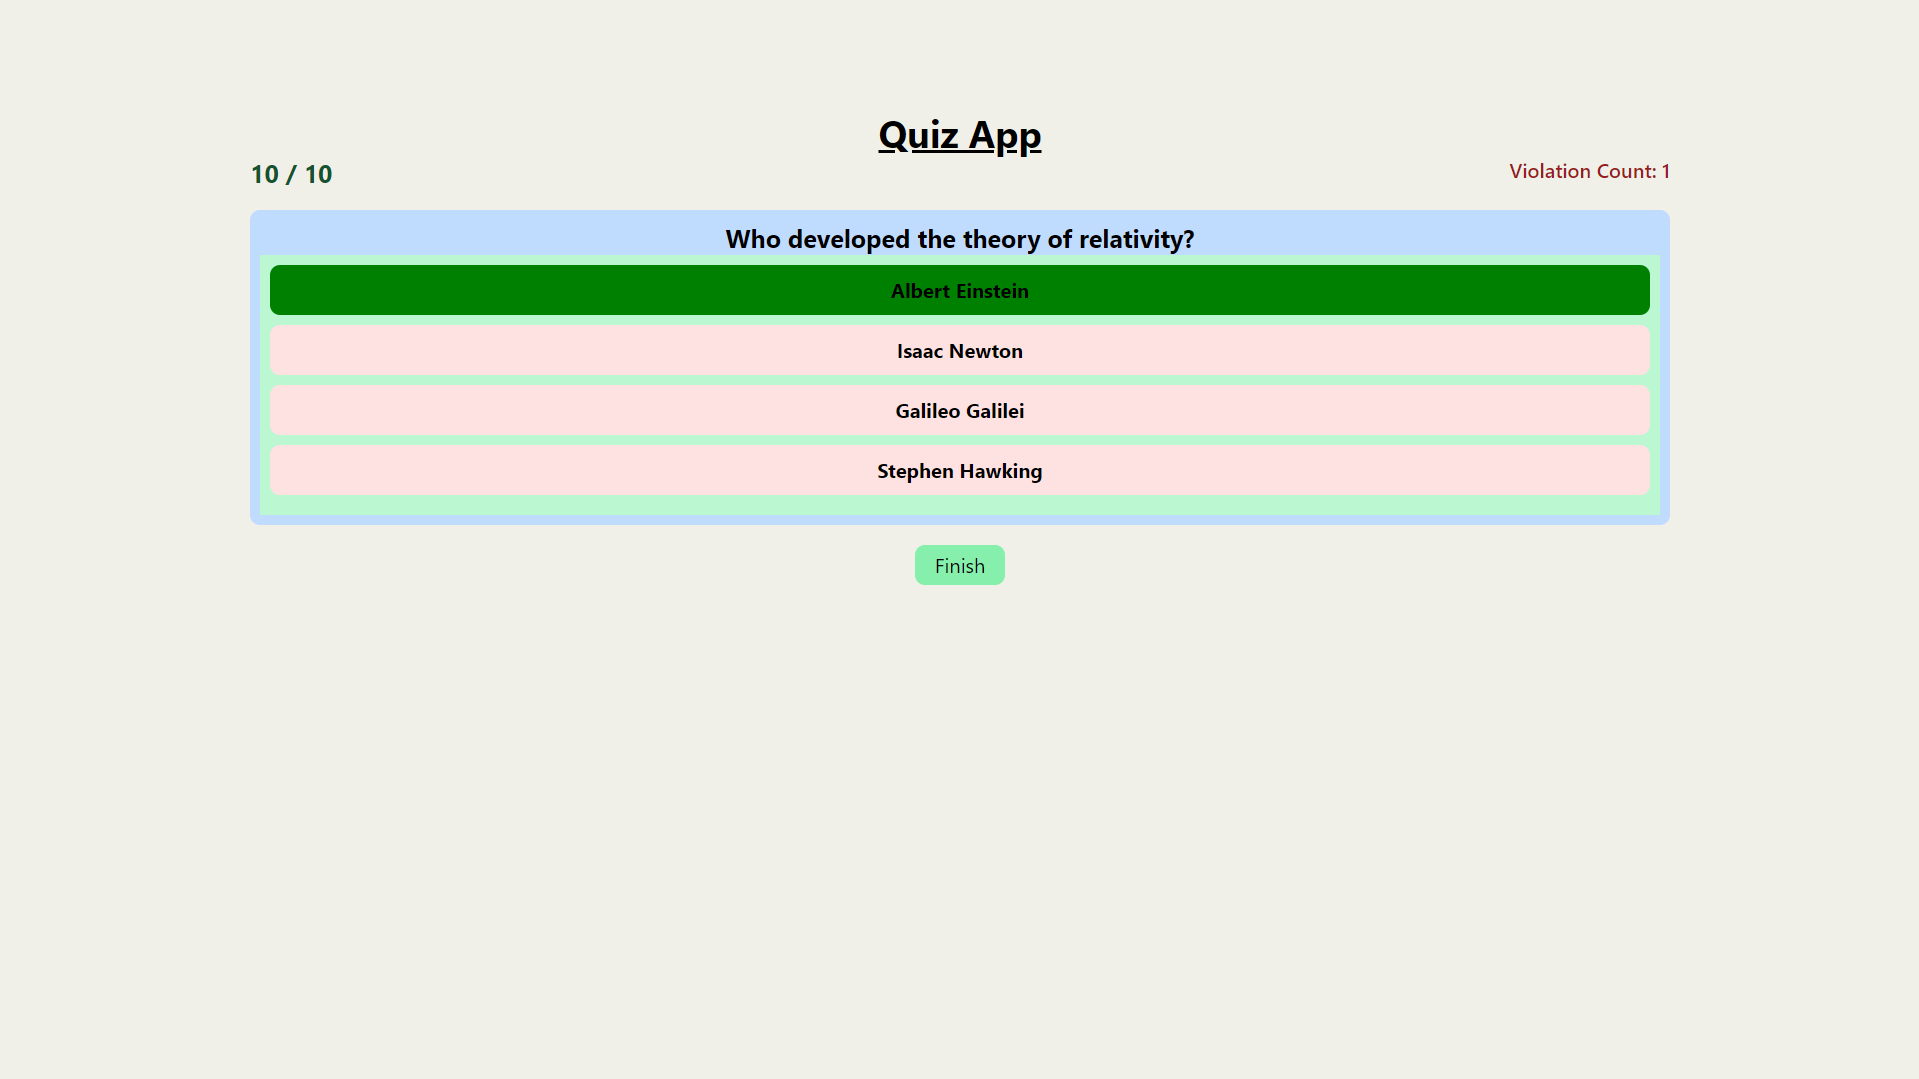 Quiz App
10 / 10
Violation Count: 1
Who developed the theory of relativity?
Albert Einstein
Isaac Newton
Galileo Galilei
Stephen Hawking
Finish